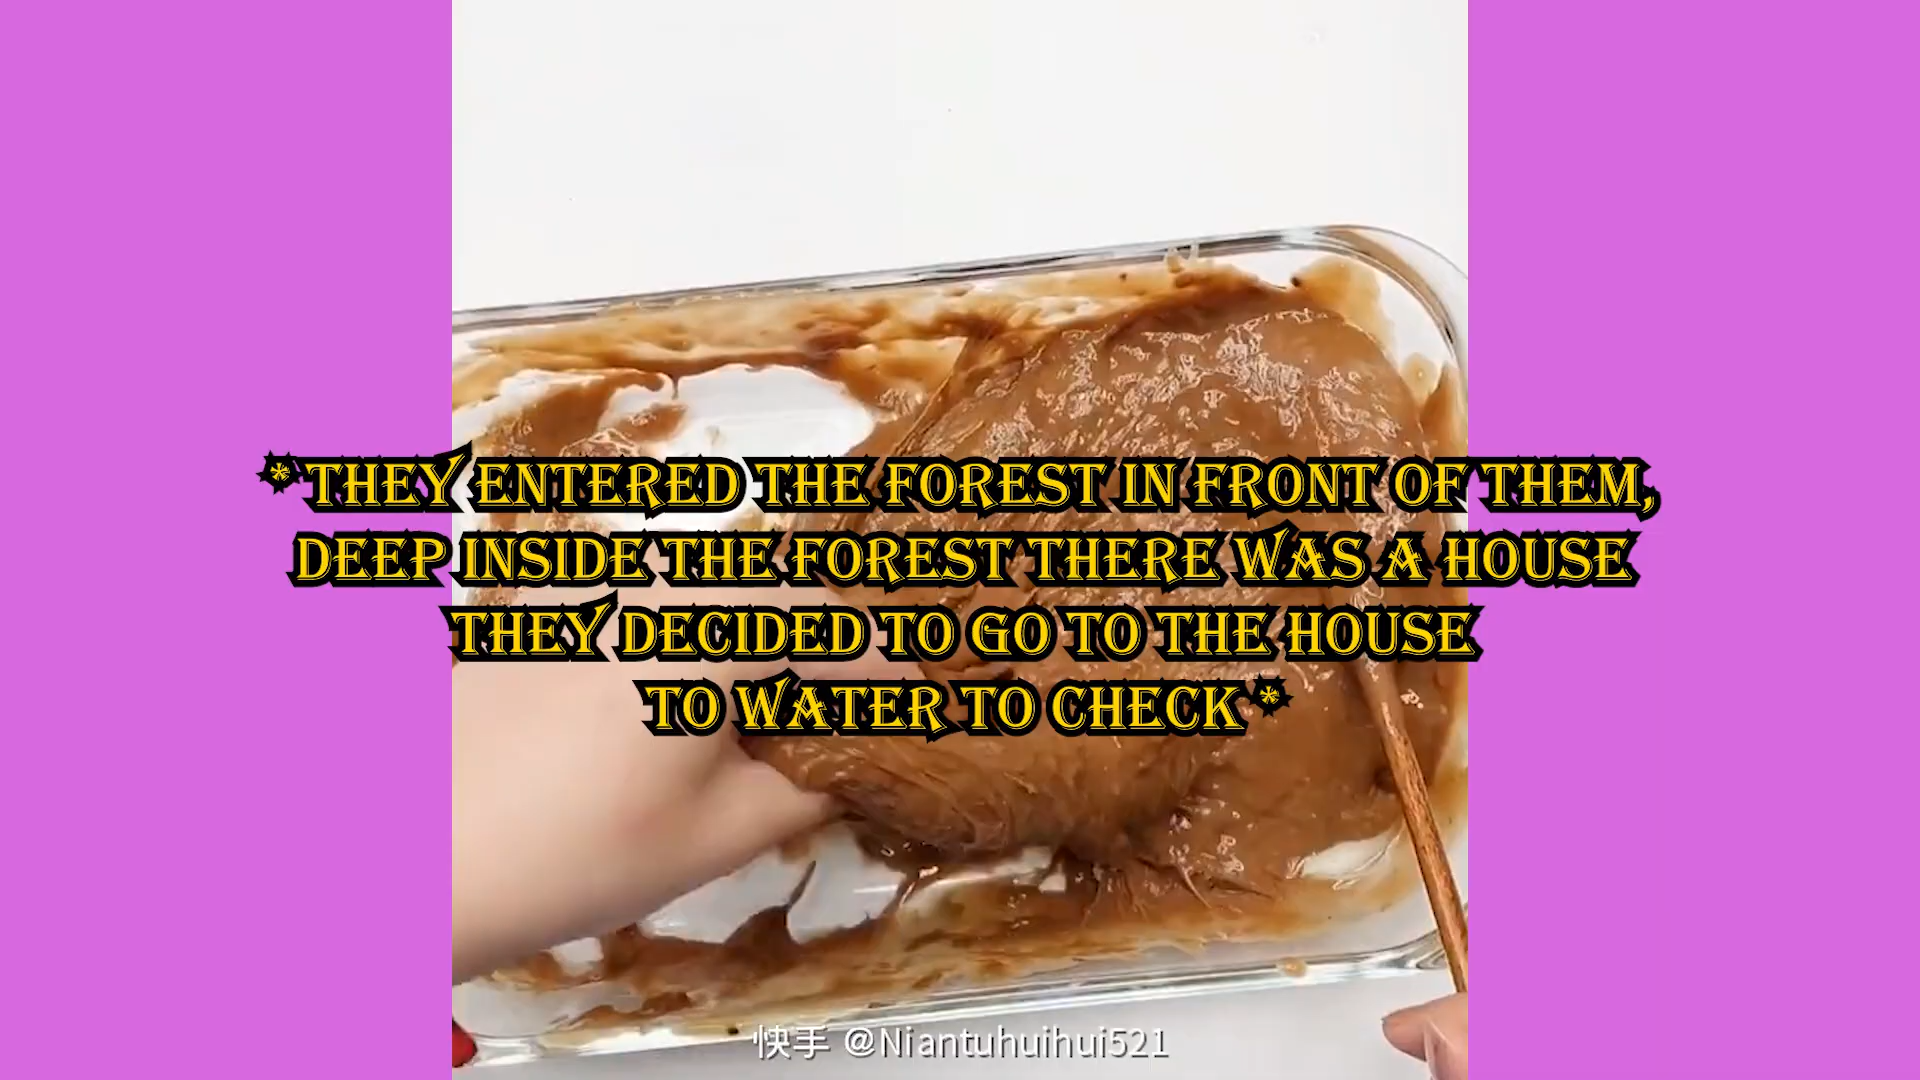 * THEY ENTERED THE FOREST IN FRONT OF THEM,
DEEP INSIDE THE FOREST THERE WAS A HOUSE
THEY DECIDED TO GO TO THE HOUSE
TO WATER TO CHECK *
快手 @Niantuhuihui521